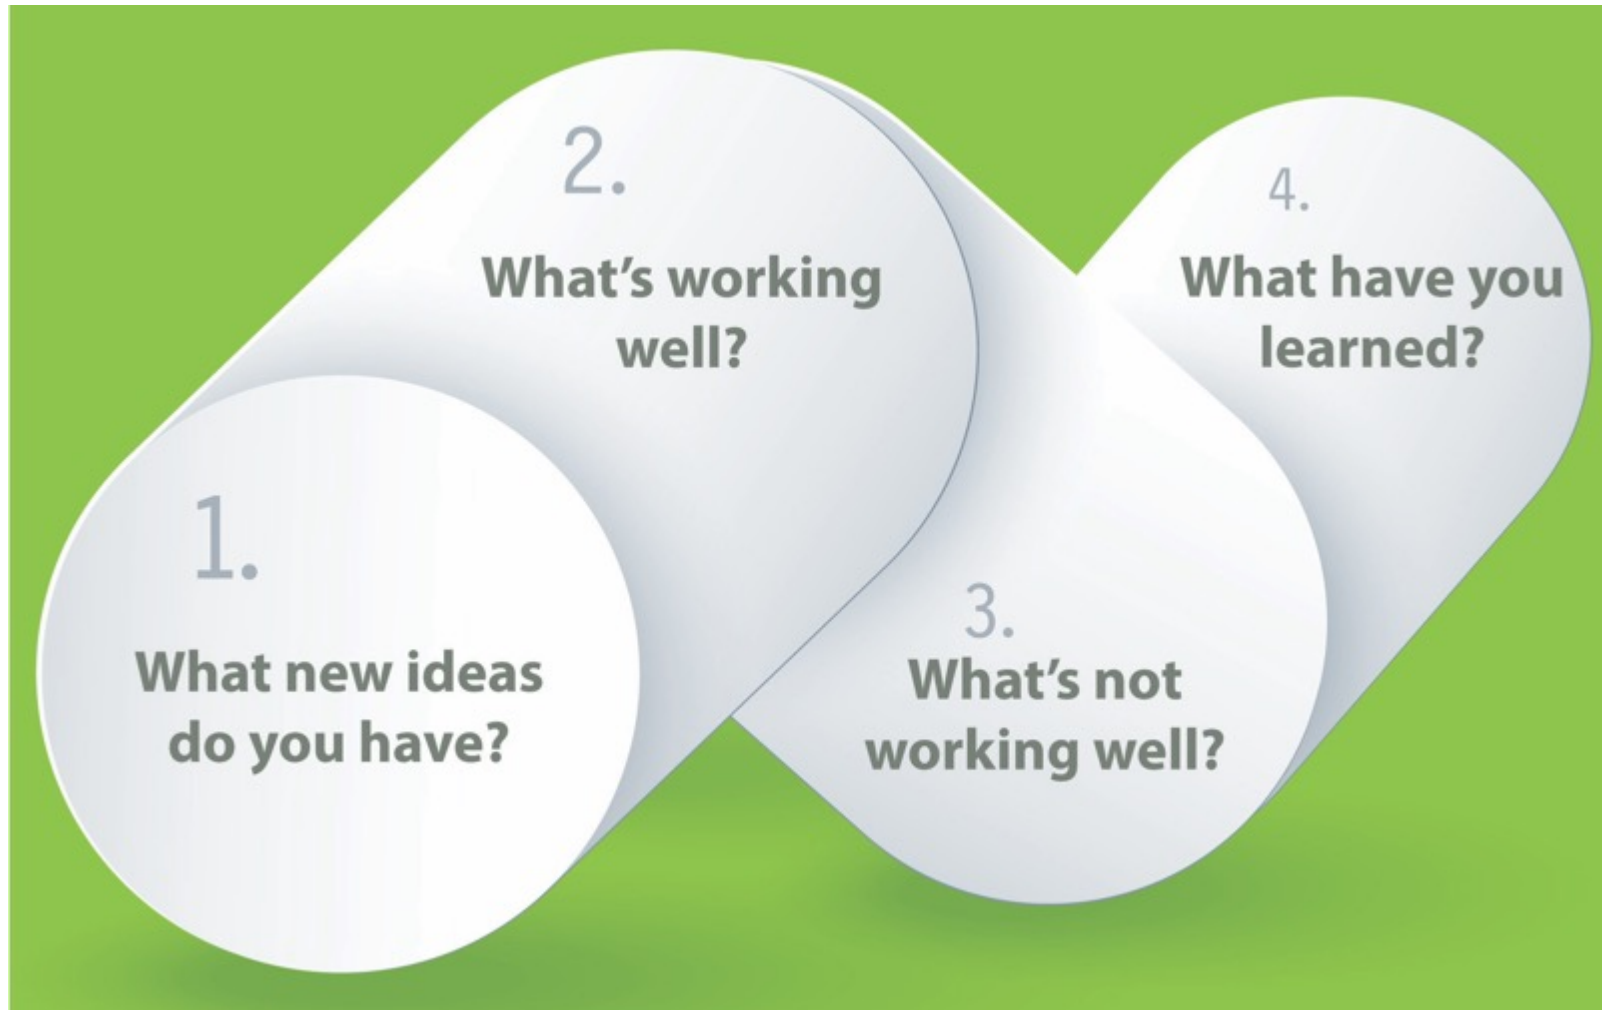 1.
What new ideas
do you have?
2.
What’s working
well?
3.
What’s not
working well?
4.
What have you
learned?